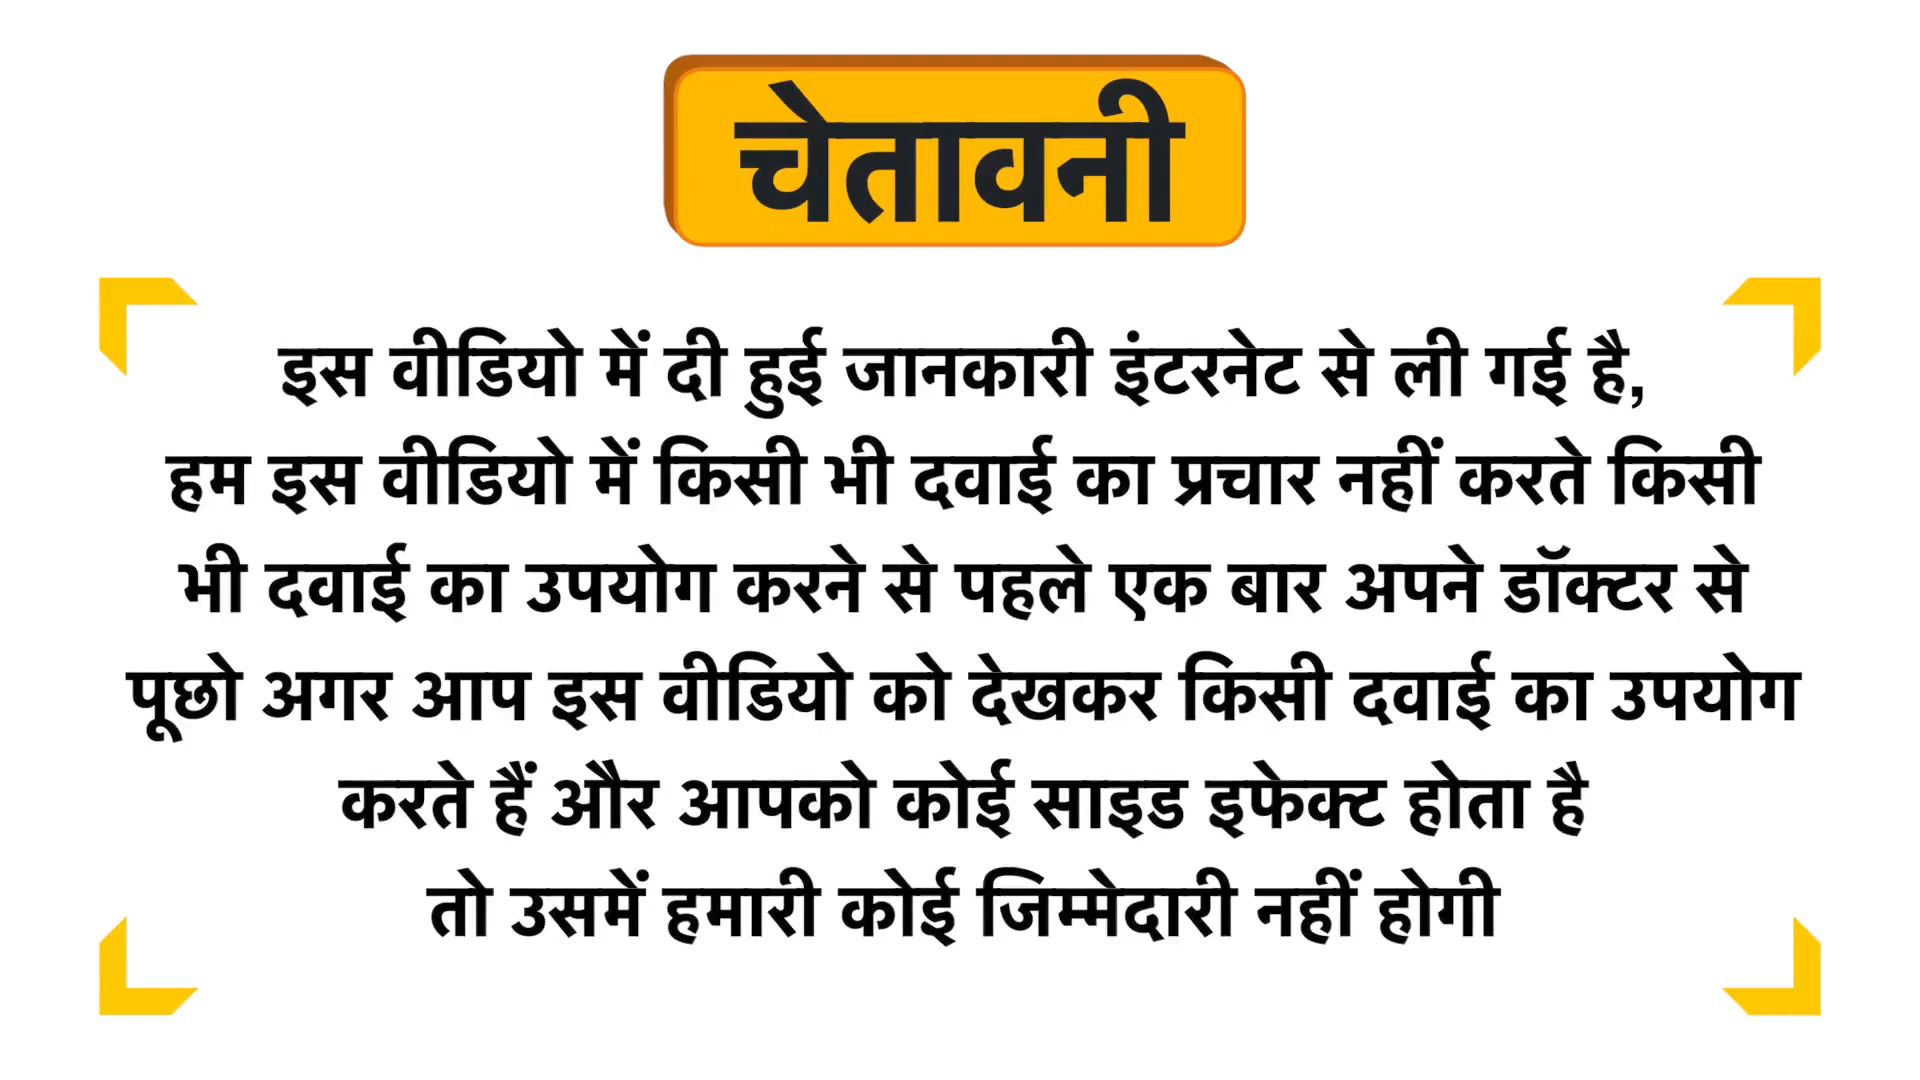 चेतावनी
इस वीडियो में दी हुई जानकारी इंटरनेट से ली गई है,
हम इस वीडियो में किसी भी दवाई का प्रचार नहीं करते किसी
भी दवाई का उपयोग करने से पहले एक बार अपने डॉक्टर से
पूछो अगर आप इस वीडियो को देखकर किसी दवाई का उपयोग
करते हैं और आपको कोई साइड इफेक्ट होता है
तो उसमें हमारी कोई जिम्मेदारी नहीं होगी